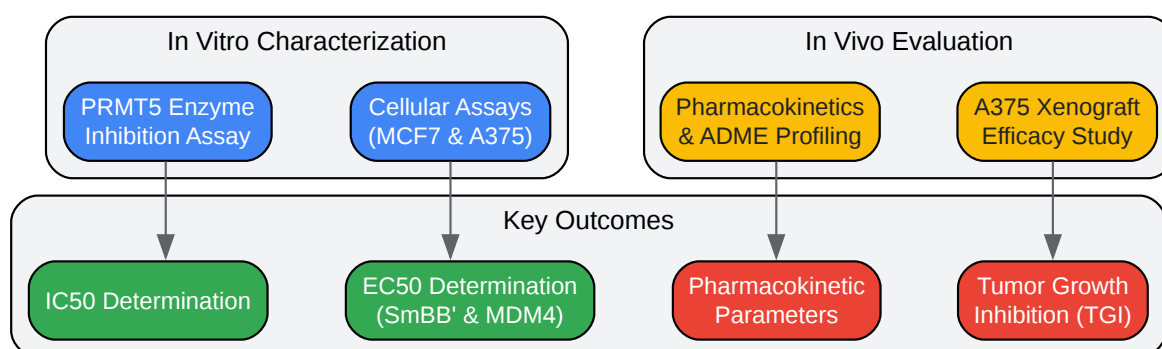 In Vitro Characterization
In Vivo Evaluation
PRMT5 Enzyme
Inhibition Assay
Cellular Assays
(MCF7 & A375)
Pharmacokinetics
& ADME Profiling
A375 Xenograft
Efficacy Study
Key Outcomes
IC50 Determination
EC50 Determination
(SmBB' & MDM4)
Pharmacokinetic
Parameters
Tumor Growth
Inhibition (TGI)